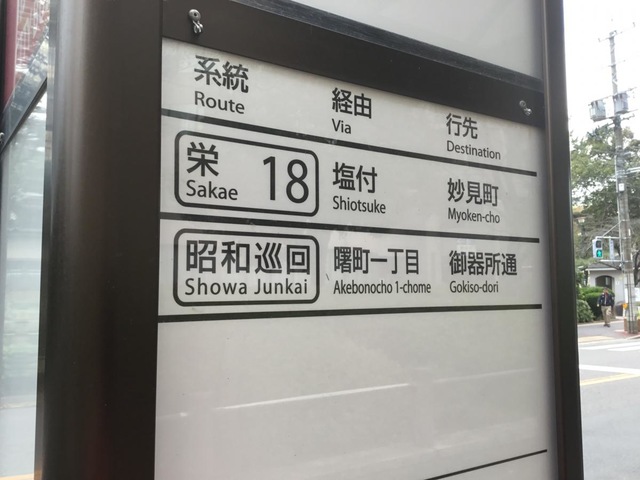 系統 経由 行先
Route Via Destination
栄 18 塩付 妙見町
Sakae Shiotsuke Myoken-cho
昭和巡回 曙町一丁目 御器所通
Showa Junkai Akebonocho 1-chome Gokiso-dori